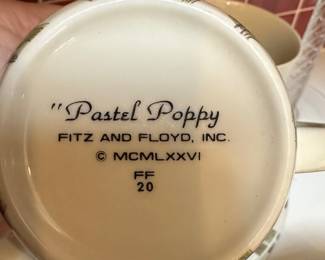 "Pastel Poppy
FITZ AND FLOYD, INC.
© MCMLXXVI
FF
20